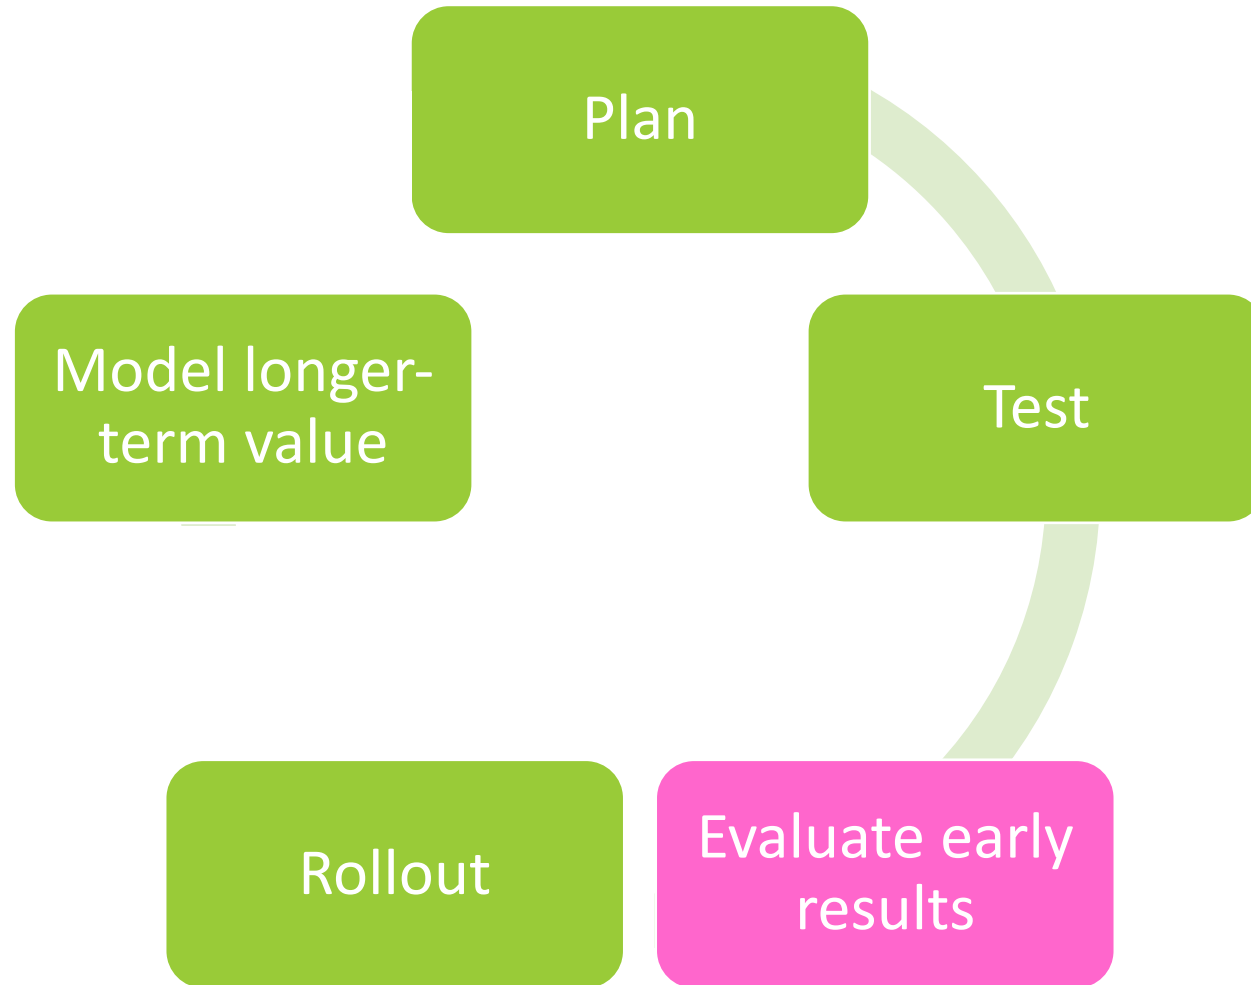 Plan
Model longer-
term value
Test
Rollout
Evaluate early
results